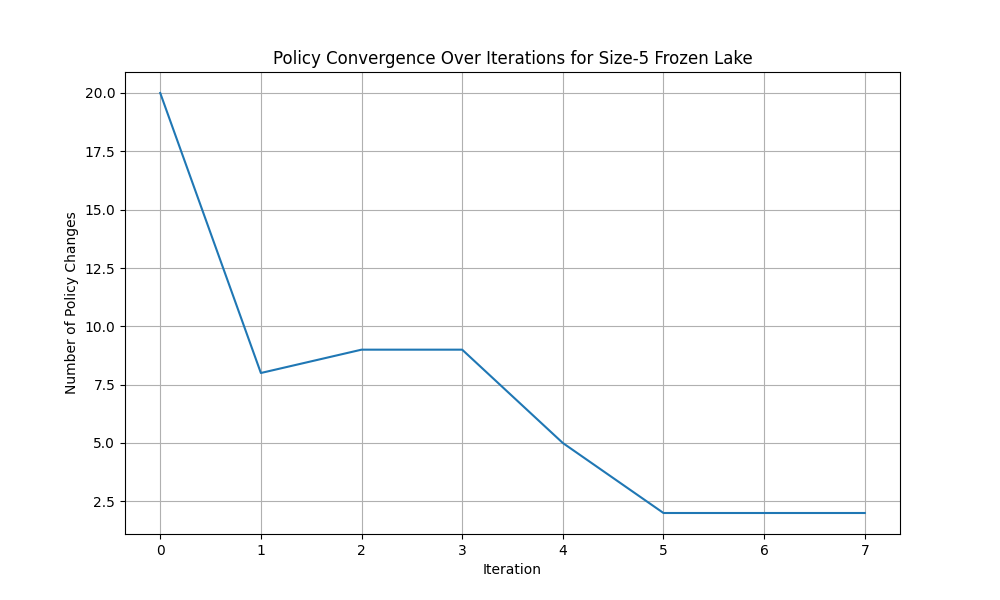 Policy Convergence Over Iterations for Size-5 Frozen Lake
Number of Policy Changes
20.0
17.5
15.0
12.5
10.0
7.5
5.0
2.5
0 1 2 3 4 5 6 7
Iteration